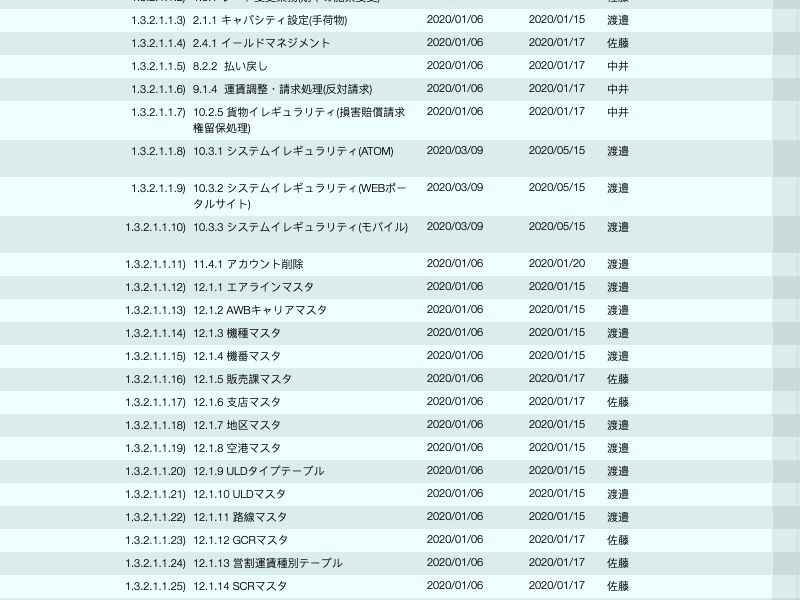 1.3.2.1.1.3) 2.1.1 キャパシティ設定(手荷物) 2020/01/06 2020/01/15 渡邉
1.3.2.1.1.4) 2.4.1 イールドマネジメント 2020/01/06 2020/01/17 佐藤
1.3.2.1.1.5) 8.2.2 払い戻し 2020/01/06 2020/01/17 中井
1.3.2.1.1.6) 9.1.4 運賃調整・請求処理(反対請求) 2020/01/06 2020/01/17 中井
1.3.2.1.1.7) 10.2.5 貨物イレギュラリティ(損害賠償請求 2020/01/06 2020/01/17 中井
権留保処理)
1.3.2.1.1.8) 10.3.1 システムイレギュラリティ(ATOM) 2020/03/09 2020/05/15 渡邉
1.3.2.1.1.9) 10.3.2 システムイレギュラリティ(WEBポー 2020/03/09 2020/05/15 渡邉
タルサイト)
1.3.2.1.1.10) 10.3.3 システムイレギュラリティ(モバイル) 2020/03/09 2020/05/15 渡邉
1.3.2.1.1.11) 11.4.1 アカウント削除 2020/01/06 2020/01/20 渡邉
1.3.2.1.1.12) 12.1.1 エアラインマスタ 2020/01/06 2020/01/15 渡邉
1.3.2.1.1.13) 12.1.2 AWBキャリアマスタ 2020/01/06 2020/01/15 渡邉
1.3.2.1.1.14) 12.1.3 機種マスタ 2020/01/06 2020/01/15 渡邉
1.3.2.1.1.15) 12.1.4 機番マスタ 2020/01/06 2020/01/15 渡邉
1.3.2.1.1.16) 12.1.5 販売課マスタ 2020/01/06 2020/01/17 佐藤
1.3.2.1.1.17) 12.1.6 支店マスタ 2020/01/06 2020/01/17 佐藤
1.3.2.1.1.18) 12.1.7 地区マスタ 2020/01/06 2020/01/15 渡邉
1.3.2.1.1.19) 12.1.8 空港マスタ 2020/01/06 2020/01/15 渡邉
1.3.2.1.1.20) 12.1.9 ULDタイプテーブル 2020/01/06 2020/01/15 渡邉
1.3.2.1.1.21) 12.1.10 ULDマスタ 2020/01/06 2020/01/15 渡邉
1.3.2.1.1.22) 12.1.11 路線マスタ 2020/01/06 2020/01/15 渡邉
1.3.2.1.1.23) 12.1.12 GCRマスタ 2020/01/06 2020/01/17 佐藤
1.3.2.1.1.24) 12.1.13 営割運賃種別テーブル 2020/01/06 2020/01/17 佐藤
1.3.2.1.1.25) 12.1.14 SCRマスタ 2020/01/06 2020/01/17 佐藤